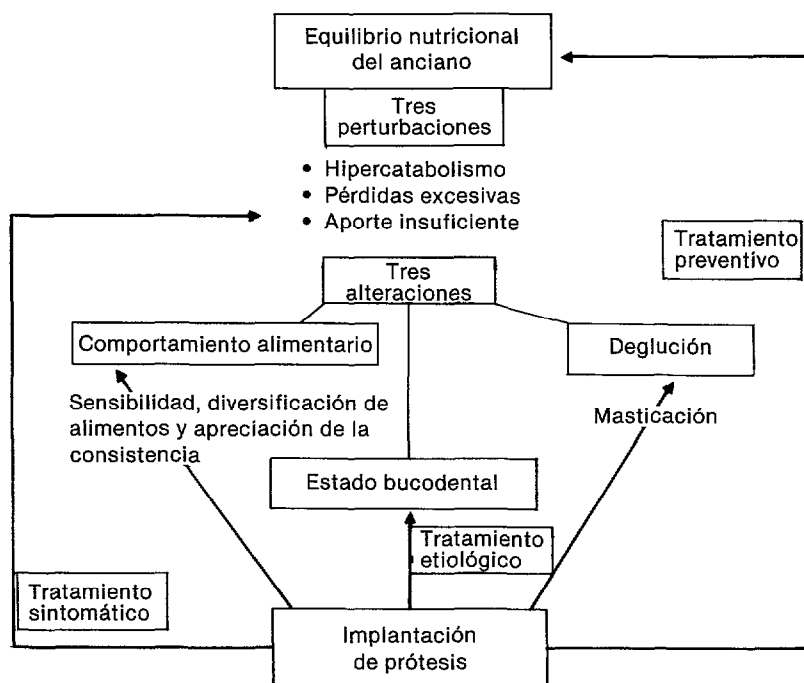 Equilibrio nutricional
del anciano
Tres
perturbaciones
• Hipercatabolismo
• Pérdidas excesivas
• Aporte insuficiente
Tratamiento
preventivo
Tres
alteraciones
Comportamiento alimentario
Deglución
Sensibilidad, diversificación de
alimentos y apreciación de la
consistencia
Masticación
Estado bucodental
Tratamiento
etiológico
Tratamiento
sintomático
Implantación
de prótesis